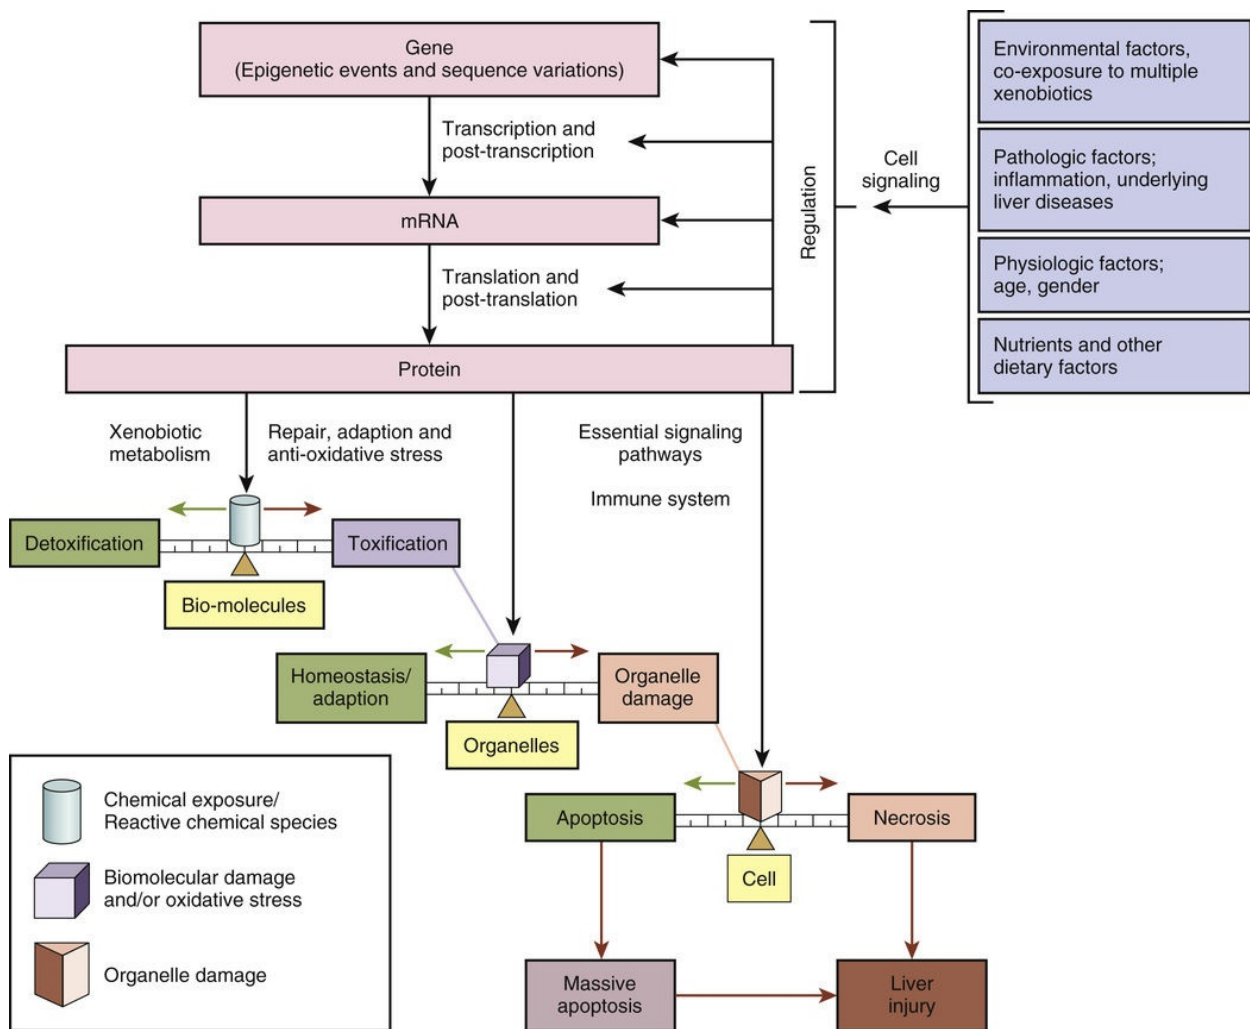 Gene
(Epigenetic events and sequence variations)
Transcription and
post-transcription
mRNA
Translation and
post-translation
Protein
Regulation
Cell
signaling
Environmental factors,
co-exposure to multiple
xenobiotics
Pathologic factors;
inflammation, underlying
liver diseases
Physiologic factors;
age, gender
Nutrients and other
dietary factors
Xenobiotic
metabolism
Repair, adaption and
anti-oxidative stress
Essential signaling
pathways
Immune system
Detoxification
Toxification
Bio-molecules
Homeostasis/
adaption
Organelle
damage
Organelles
Apoptosis
Necrosis
Cell
Massive
apoptosis
Liver
injury
Chemical exposure/
Reactive chemical species
Biomolecular damage
and/or oxidative stress
Organelle damage